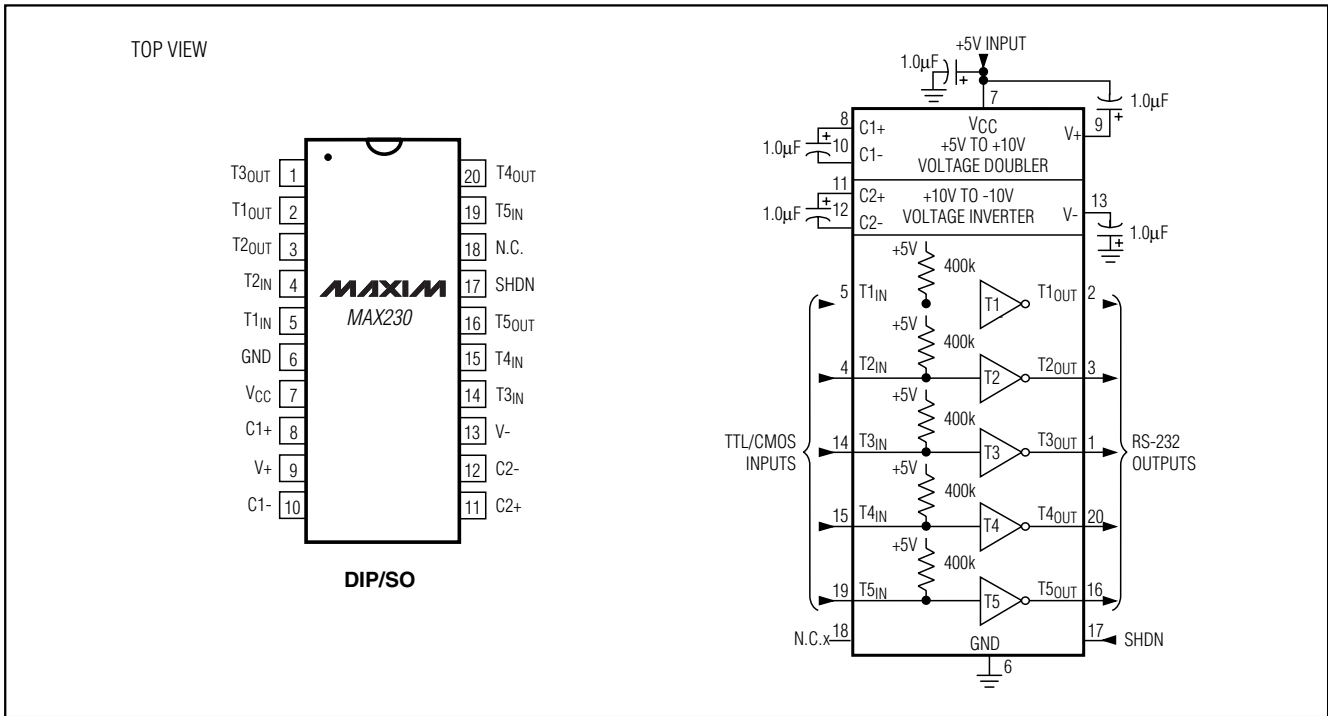 TOP VIEW
T3OUT 1
T1OUT 2
T2OUT 3
T2IN 4
T1IN 5
GND 6
VCC 7
C1+ 8
V+ 9
C1- 10
20 T4OUT
19 T5IN
18 N.C.
17 SHDN
16 T5OUT
15 T4IN
14 T3IN
13 V-
12 C2-
11 C2+
MAXIM
MAX230
DIP/SO
+5V INPUT
1.0µF
+
7
1.0µF
+
8 C1+
1.0µF
+
10 C1-
VCC
+5V TO +10V
VOLTAGE DOUBLER
V+ 9
11 C2+
1.0µF
+
12 C2-
+10V TO -10V
VOLTAGE INVERTER
V- 13
1.0µF
+
+5V
400k
5 T1IN
T1
T1OUT 2
+5V
400k
4 T2IN
T2
T2OUT 3
+5V
400k
14 T3IN
T3
T3OUT 1
+5V
400k
15 T4IN
T4
T4OUT 20
+5V
400k
19 T5IN
T5
T5OUT 16
TTL/CMOS
INPUTS
RS-232
OUTPUTS
N.C.x 18
GND
6
17 SHDN